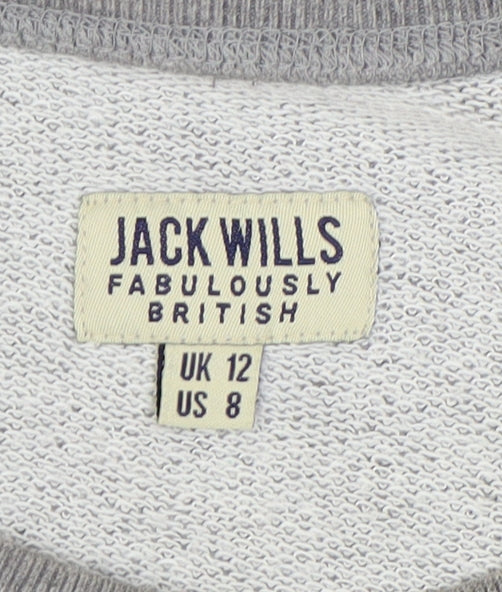 JACK WILLS
FABULOUSLY
BRITISH
UK 12
US 8